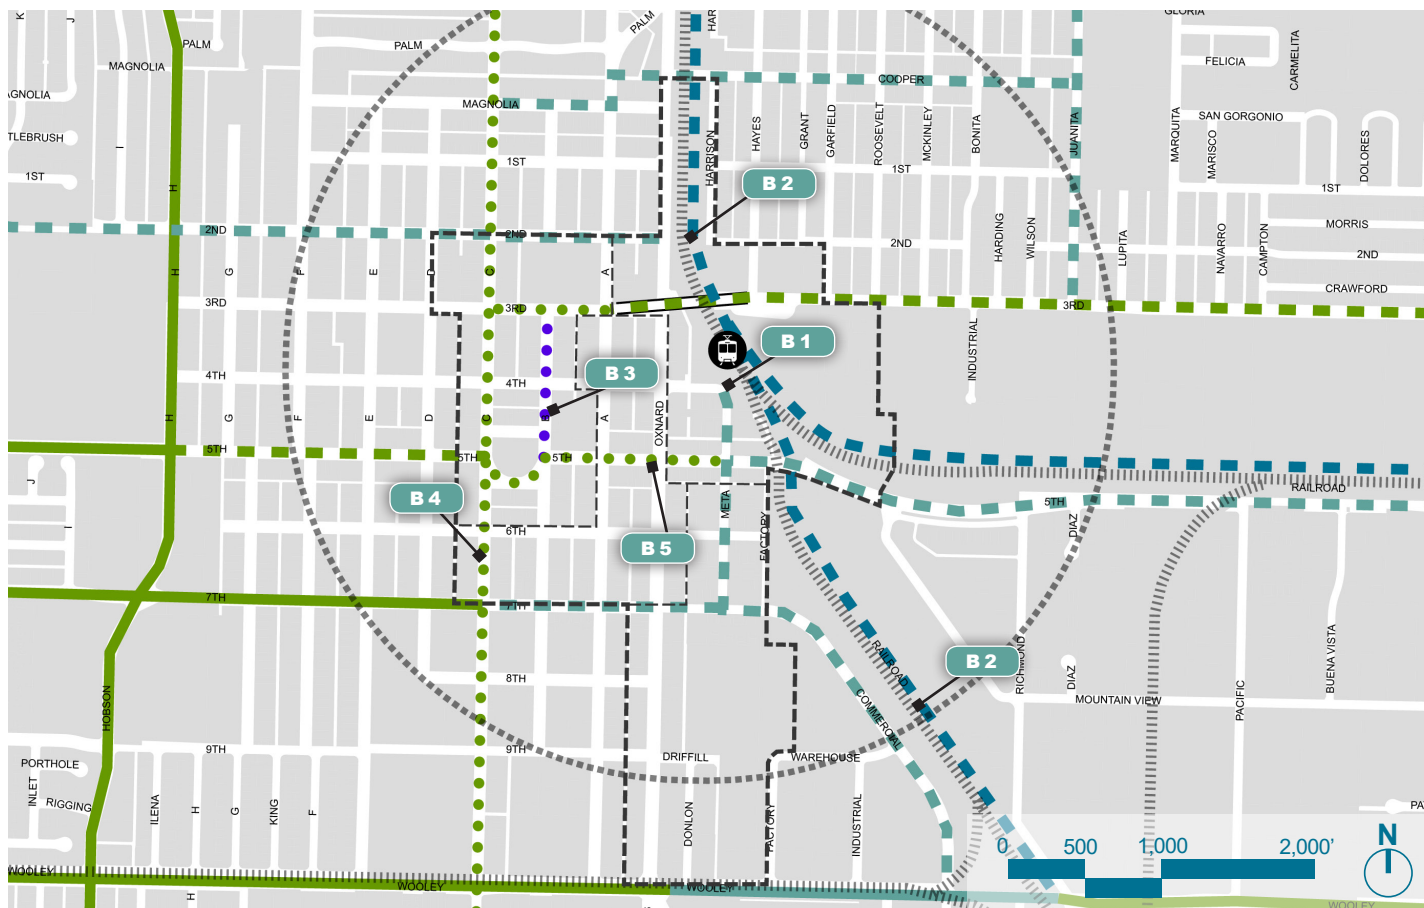 K
J
PALM
PALM
PALM
HAR
GLORIA
MAGNOLIA
FELICIA
CARMELITA
COOPER
AGNOLIA
MAGNOLIA
TLEBRUSH
I
HARRISON
HAYES
GRANT
GARFIELD
ROOSEVELT
MCKINLEY
BONITA
JUANITA
MARQUITA
SAN GORGONIO
MARISCO
DOLORES
1ST
1ST
1ST
1ST
H
B 2
2ND
2ND
2ND
HARDING
WILSON
LUPITA
NAVARRO
CAMPTON
MORRIS
2ND
H
G
F
E
D
C
A
CRAWFORD
3RD
3RD
3RD
B 1
INDUSTRIAL
4TH
4TH
B 3
H
G
F
E
D
C
B
A
OXNARD
5TH
5TH
5TH
J
B 4
META
5TH
RAILROAD
I
6TH
FACTORY
DIAZ
B 5
7TH
7TH
RAILROAD
B 2
RICHMOND
DIAZ
BUENA VISTA
8TH
COMMERCIAL
MOUNTAIN VIEW
PACIFIC
HOBSON
9TH
9TH
DRIFFILL
WAREHOUSE
PORTHOLE
INLET
RIGGING
ILENA
H
G
KING
F
DONLON
FACTORY
INDUSTRIAL
PA
0 500 1,000 2,000'
N
WOOLEY
WOOLEY
WOOLEY
WOOLEY
H